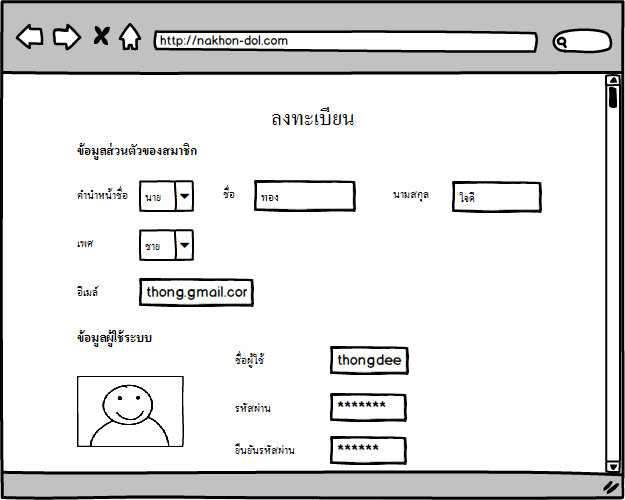 http://nakhon-dol.com
ลงทะเบียน
ข้อมูลส่วนตัวของสมาชิก
คำนำหน้าชื่อ นาย ชื่อ ทอง นามสกุล ใจดี
เพศ ชาย
อีเมล์ thong.gmail.cor
ข้อมูลผู้ใช้ระบบ
ชื่อผู้ใช้ thongdee
รหัสผ่าน *******
ยืนยันรหัสผ่าน ******